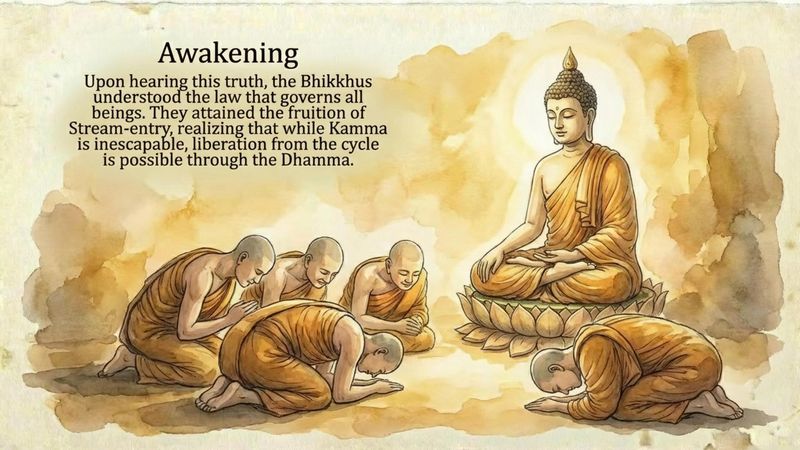 Awakening
Upon hearing this truth, the Bhikkhus
understood the law that governs all
beings. They attained the fruition of
Stream-entry, realizing that while Kamma
is inescapable, liberation from the cycle
is possible through the Dhamma.